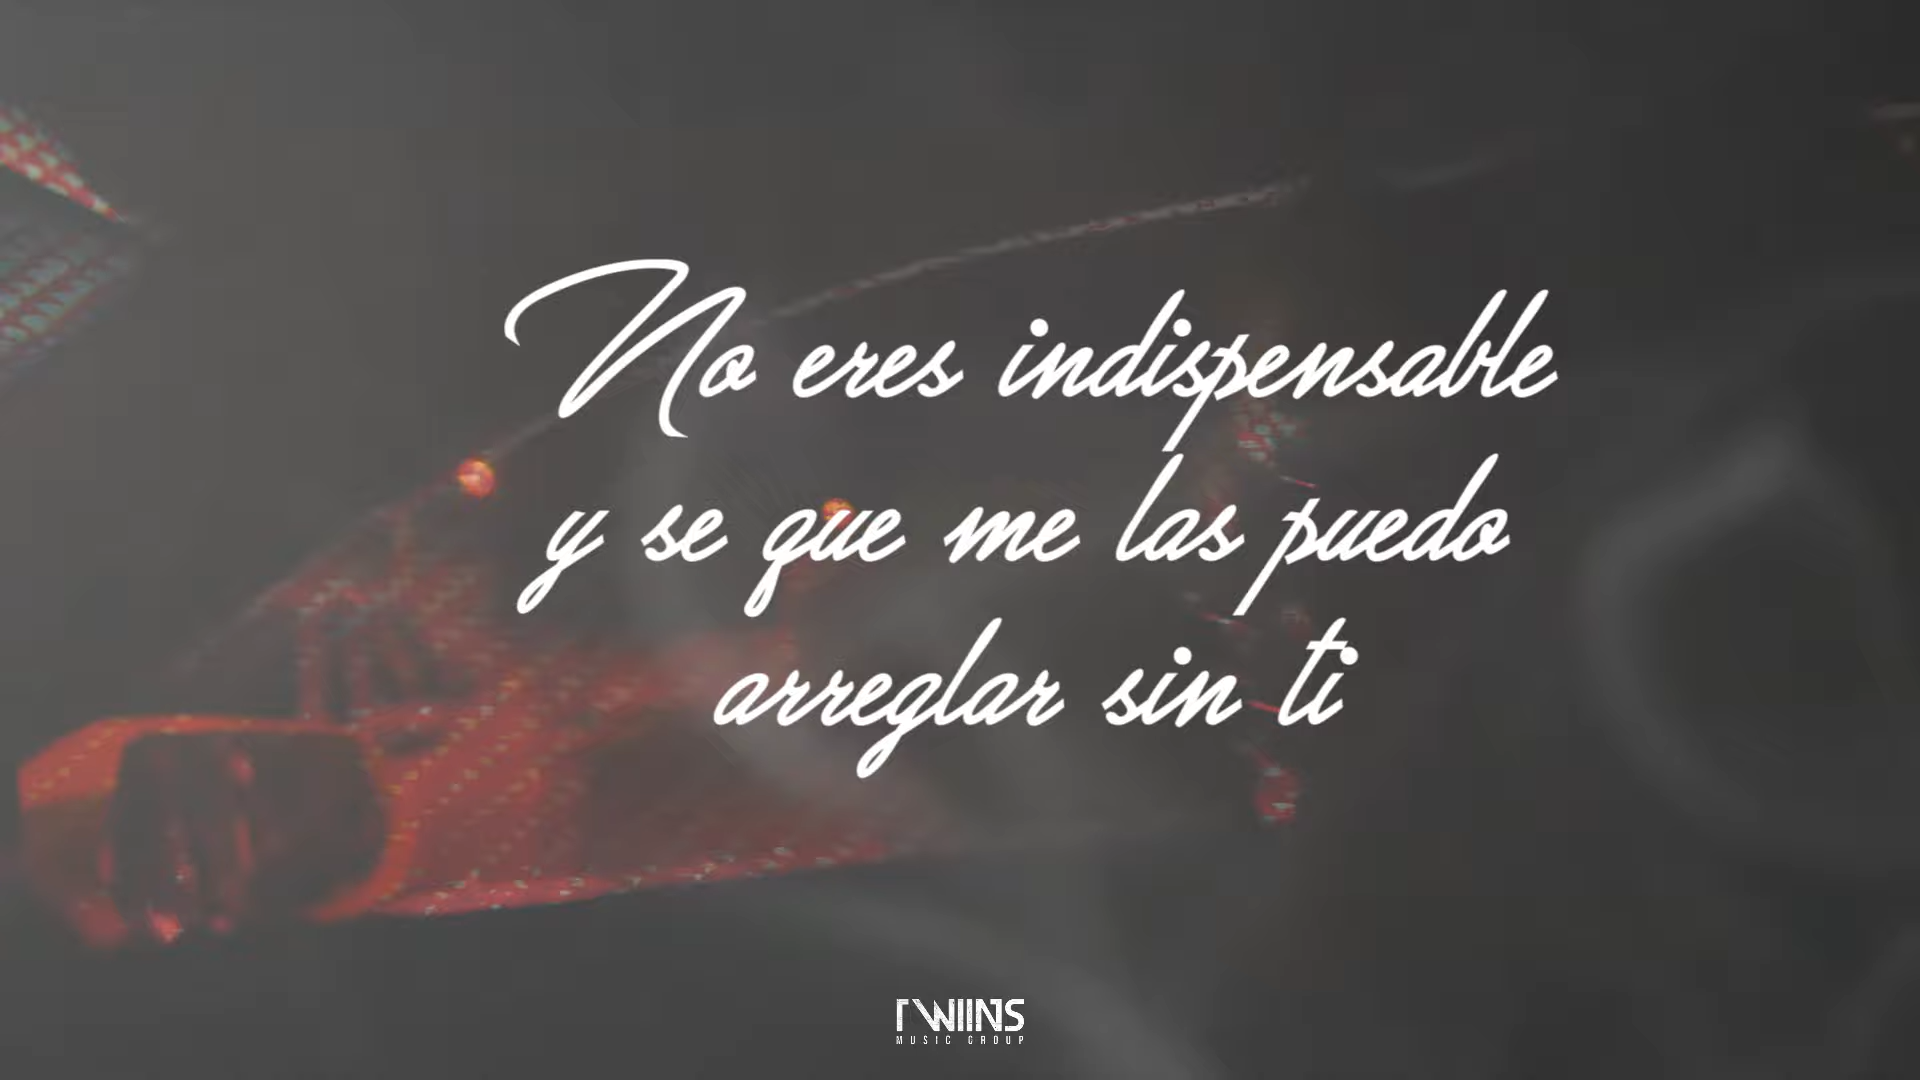 No eres indispensable
y se que me las puedo
arreglar sin ti
TWIINS
MUSIC GROUP